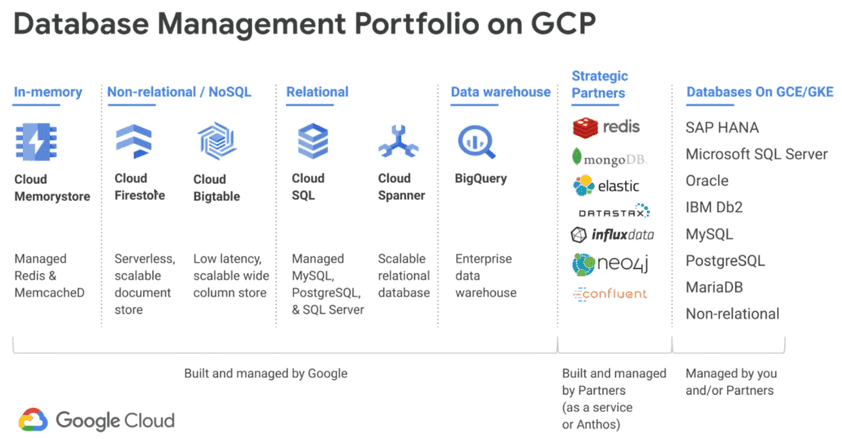 Database Management Portfolio on GCP
In-memory
Cloud
Memorystore
Managed
Redis &
MemcacheD
Non-relational / NoSQL
Cloud
Firestore
Serverless,
scalable
document
store
Cloud
Bigtable
Low latency,
scalable wide
column store
Relational
Cloud
SQL
Managed
MySQL,
PostgreSQL,
& SQL Server
Cloud
Spanner
Scalable
relational
database
Data warehouse
BigQuery
Enterprise
data
warehouse
Built and managed by Google
Strategic
Partners
redis
mongoDB.
elastic
DATASTAX
influxdata
neo4j
confluent
Built and managed
by Partners
(as a service
or Anthos)
Databases On GCE/GKE
SAP HANA
Microsoft SQL Server
Oracle
IBM Db2
MySQL
PostgreSQL
MariaDB
Non-relational
Managed by you
and/or Partners
Google Cloud